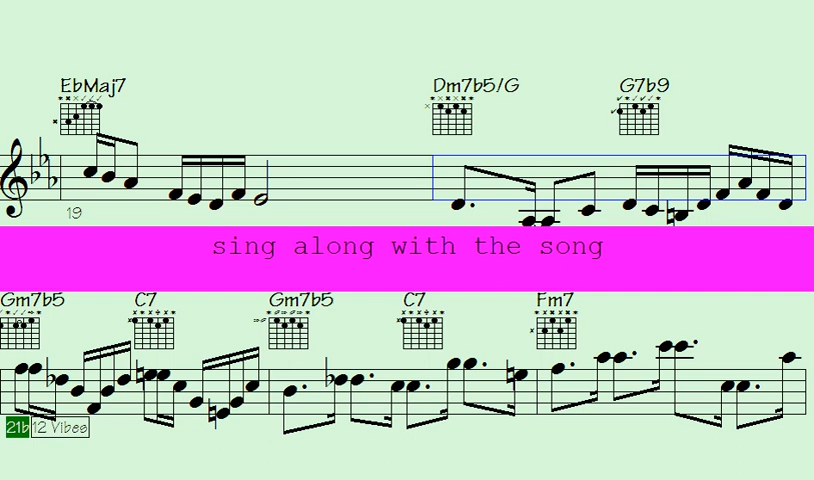 EbMaj7 Dm7b5/G G7b9
19
sing along with the song
Gm7b5 C7 Gm7b5 C7 Fm7
21b 12 Vibes